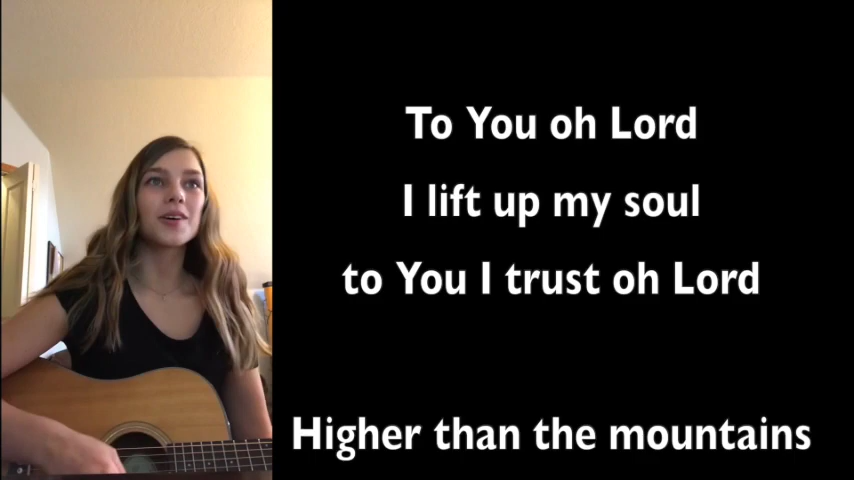 To You oh Lord
I lift up my soul
to You I trust oh Lord
Higher than the mountains